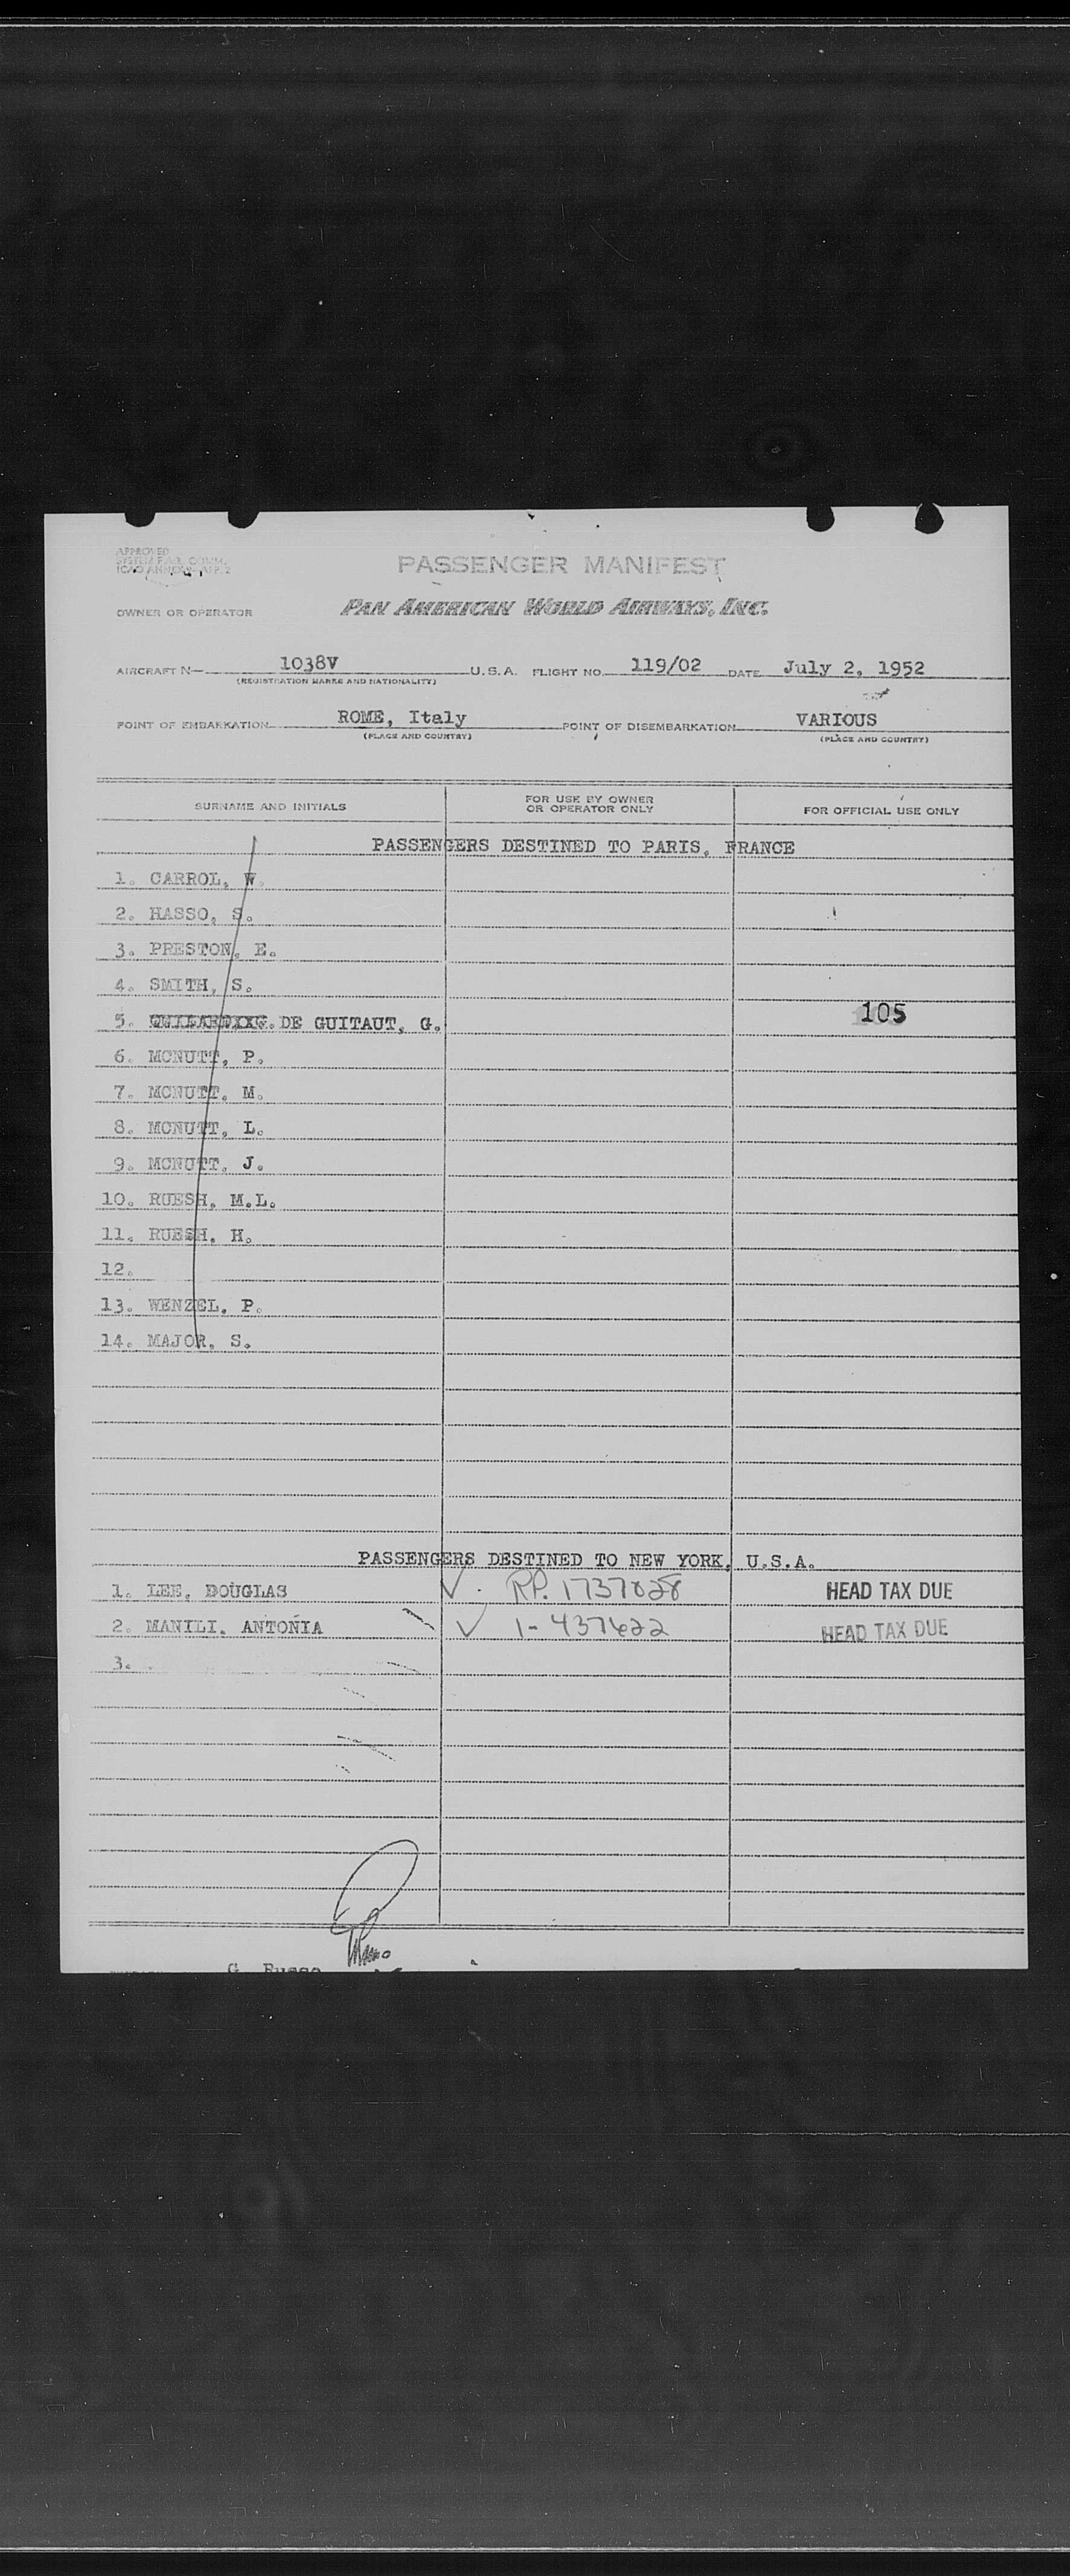 APPROVED
PASSENGER MANIFEST
OWNER OR OPERATOR PAN AMERICAN WORLD AIRWAYS, INC.
AIRCRAFT N— 1038V U.S.A. FLIGHT NO. 119/02 DATE July 2, 1952
(REGISTRATION MARKS AND NATIONALITY)
POINT OF EMBARKATION ROME, Italy POINT OF DISEMBARKATION VARIOUS
(PLACE AND COUNTRY) (PLACE AND COUNTRY)
SURNAME AND INITIALS FOR USE BY OWNER OR OPERATOR ONLY FOR OFFICIAL USE ONLY
PASSENGERS DESTINED TO PARIS, FRANCE
1. CARROL, W.
2. HASSO, S.
3. PRESTON, E.
4. SMITH, S.
5. DE GUITAUT, G. 105
6. MCNUTT, P.
7. MCNUTT, M.
8. MCNUTT, L.
9. MCNUTT, J.
10. RUESH, M.L.
11. RUESH, H.
12.
13. WENZEL, P.
14. MAJOR, S.
PASSENGERS DESTINED TO NEW YORK, U.S.A.
1. LEE, DOUGLAS RP. 1737828 HEAD TAX DUE
2. MANILI, ANTONIA 1-437622 HEAD TAX DUE
3.
G. Russo